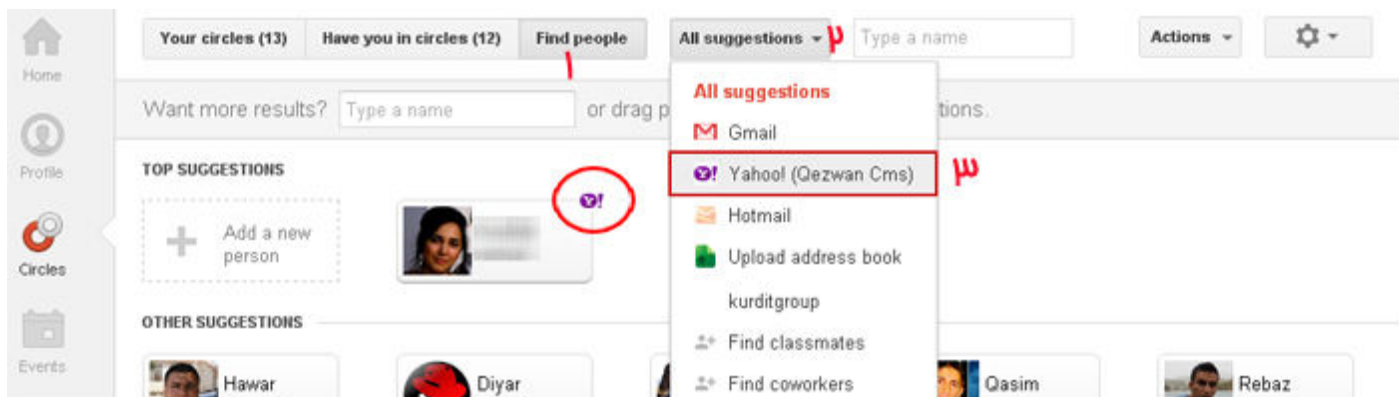 Your circles (13) Have you in circles (12) Find people All suggestions ٢ Type a name Actions
١
Home
Want more results? Type a name or drag p tions.
All suggestions
Gmail
Profile
TOP SUGGESTIONS
Yahoo! (Qezwan Cms) ٣
Y!
Add a new
person
Hotmail
Circles
Upload address book
kurditgroup
OTHER SUGGESTIONS
Find classmates
Events
Hawar Diyar Find coworkers Qasim Rebaz